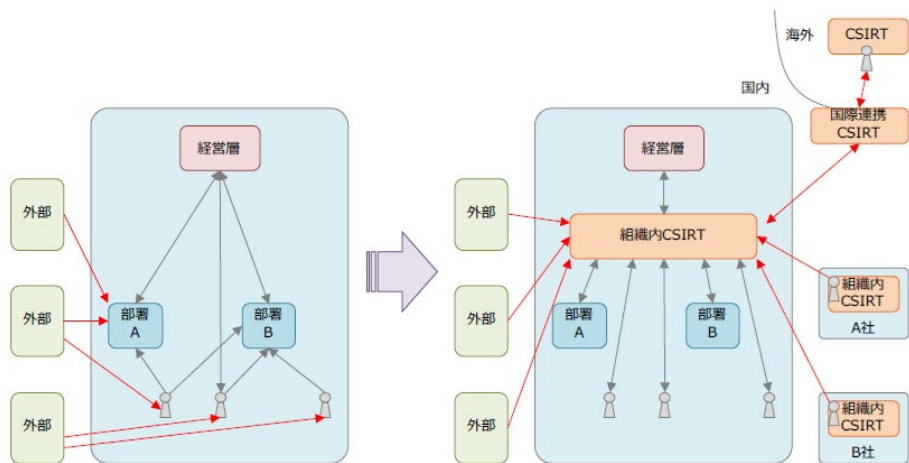 経営層
外部
外部
外部
部署
A
部署
B
海外
国内
CSIRT
国際連携
CSIRT
経営層
外部
外部
外部
組織内CSIRT
部署
A
部署
B
組織内
CSIRT
A社
組織内
CSIRT
B社